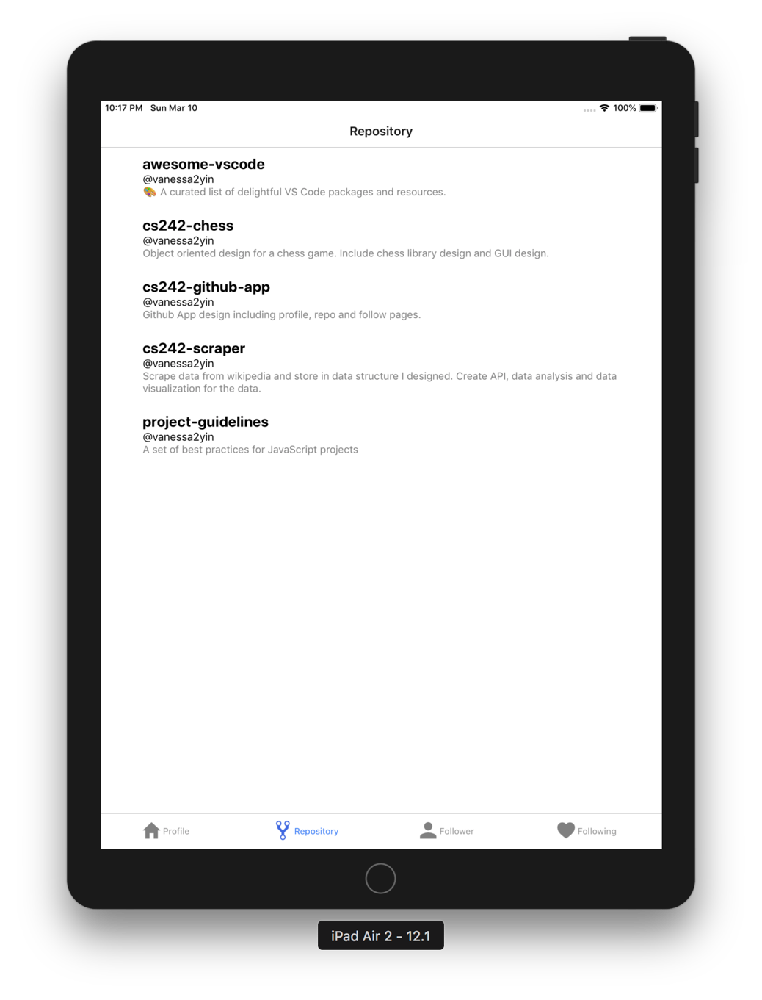 10:17 PM Sun Mar 10 100%
Repository
awesome-vscode
@vanessa2yin
🎨 A curated list of delightful VS Code packages and resources.
cs242-chess
@vanessa2yin
Object oriented design for a chess game. Include chess library design and GUI design.
cs242-github-app
@vanessa2yin
Github App design including profile, repo and follow pages.
cs242-scraper
@vanessa2yin
Scrape data from wikipedia and store in data structure I designed. Create API, data analysis and data
visualization for the data.
project-guidelines
@vanessa2yin
A set of best practices for JavaScript projects
Profile Repository Follower Following
iPad Air 2 - 12.1